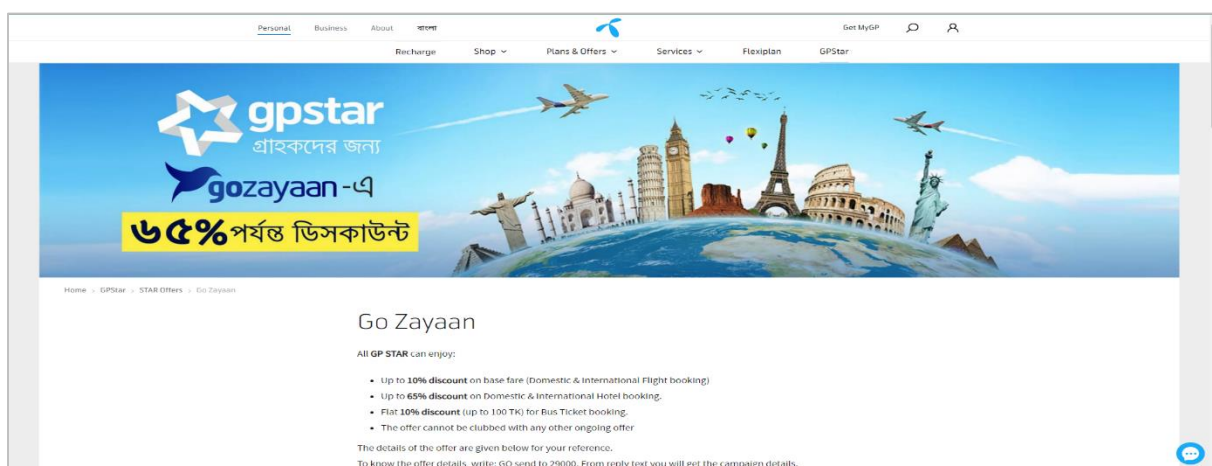 Personal Business About বাংলা Get MyGP
Recharge Shop Plans & Offers Services Flexiplan GPStar
gpstar
গ্রাহকদের জন্য
gozayaan-এ
৬৫% পর্যন্ত ডিসকাউন্ট
Home > GPStar > STAR Offers > Go Zayaan
Go Zayaan
All GP STAR can enjoy:
• Up to 10% discount on base fare (Domestic & International Flight booking)
• Up to 65% discount on Domestic & International Hotel booking.
• Flat 10% discount (up to 100 TK) for Bus Ticket booking.
• The offer cannot be clubbed with any other ongoing offer
The details of the offer are given below for your reference.
To know the offer details, write: GO send to 29000. From reply text you will get the campaign details.